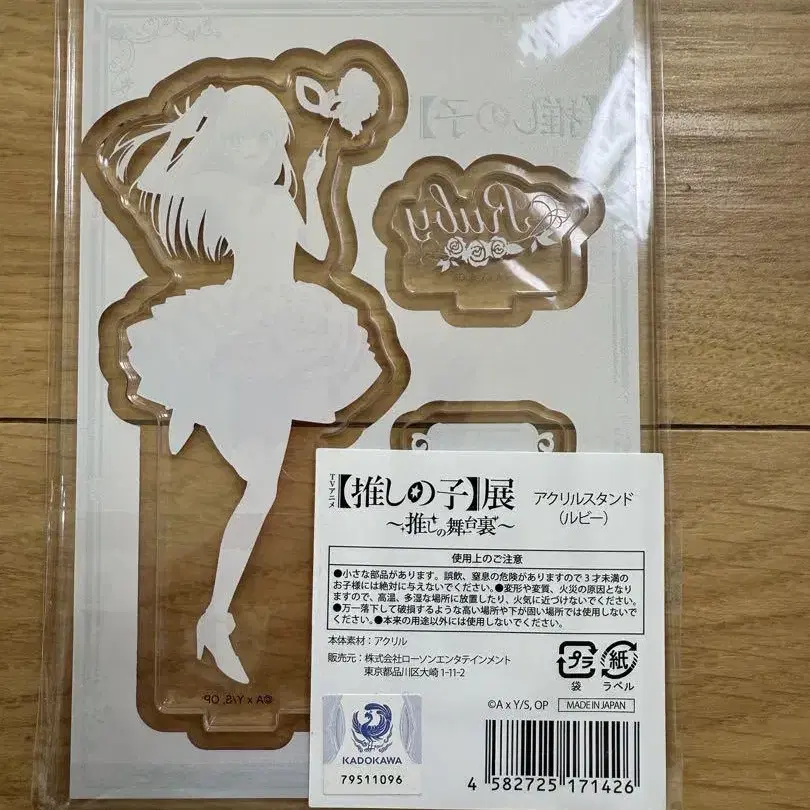 【推しの子】
Ruby
© A x Y/S, OP
TVアニメ
【推しの子】展
〜推しの舞台裏〜
アクリルスタンド
(ルビー)
使用上のご注意
●小さな部品があります。誤飲、窒息の危険がありますので３才未満の
お子様には絶対に与えないでください。●変形や変質、火災の原因となり
ますので、高温、多湿な場所に放置したり、火気に近づけないでください。
●万一落下して破損するような高い場所や下が固い場所では使用しないで
ください。●本来の用途以外には使用しないでください。
本体素材：アクリル
販売元：株式会社ローソンエンタテインメント
東京都品川区大崎 1-11-2
プラ
袋
紙
ラベル
©A x Y/S, OP
MADE IN JAPAN
KADOKAWA
79511096
4 582725 171426